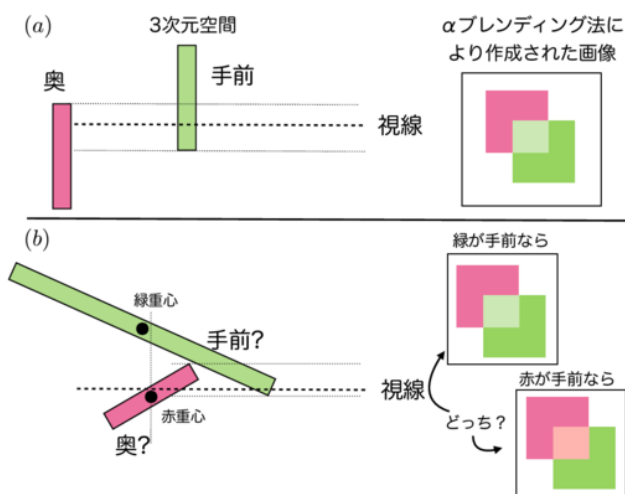 (a)
3次元空間
αブレンディング法に
より作成された画像
奥
手前
視線
(b)
緑が手前なら
緑重心
手前?
視線
赤が手前なら
どっち？
赤重心
奥?